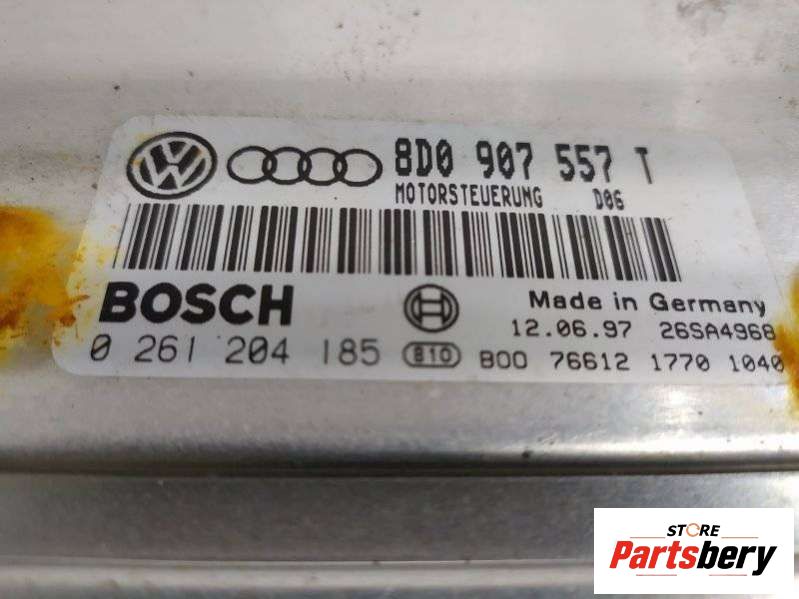 8D0 907 557 T
MOTORSTEUERUNG D06
BOSCH
Made in Germany
12.06.97 26SA4968
0 261 204 185 B10 B00 76612 1770 1040
STORE
Partsbery